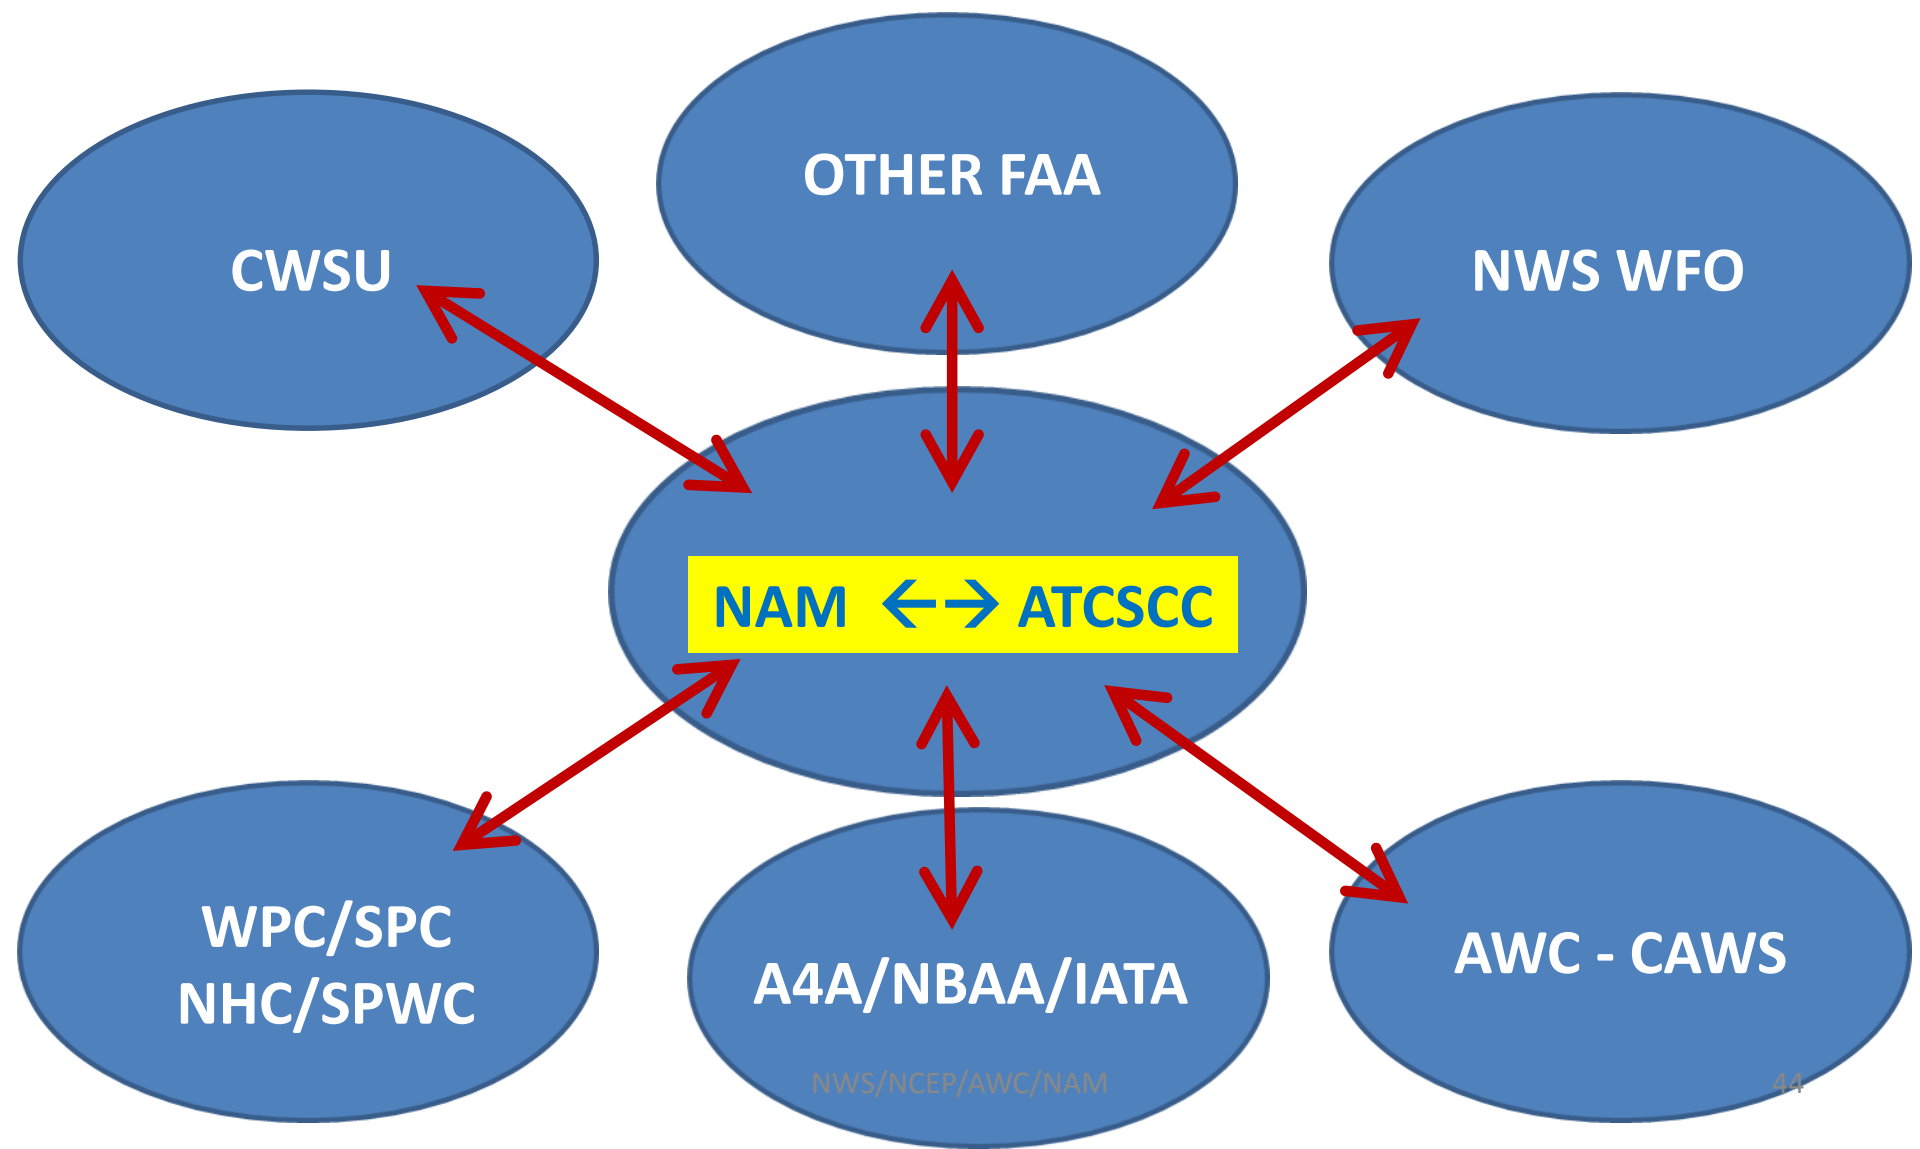 OTHER FAA
CWSU
NWS WFO
NAM ←→ ATCSCC
WPC/SPC
NHC/SPWC
A4A/NBAA/IATA
AWC - CAWS
NWS/NCEP/AWC/NAM
44